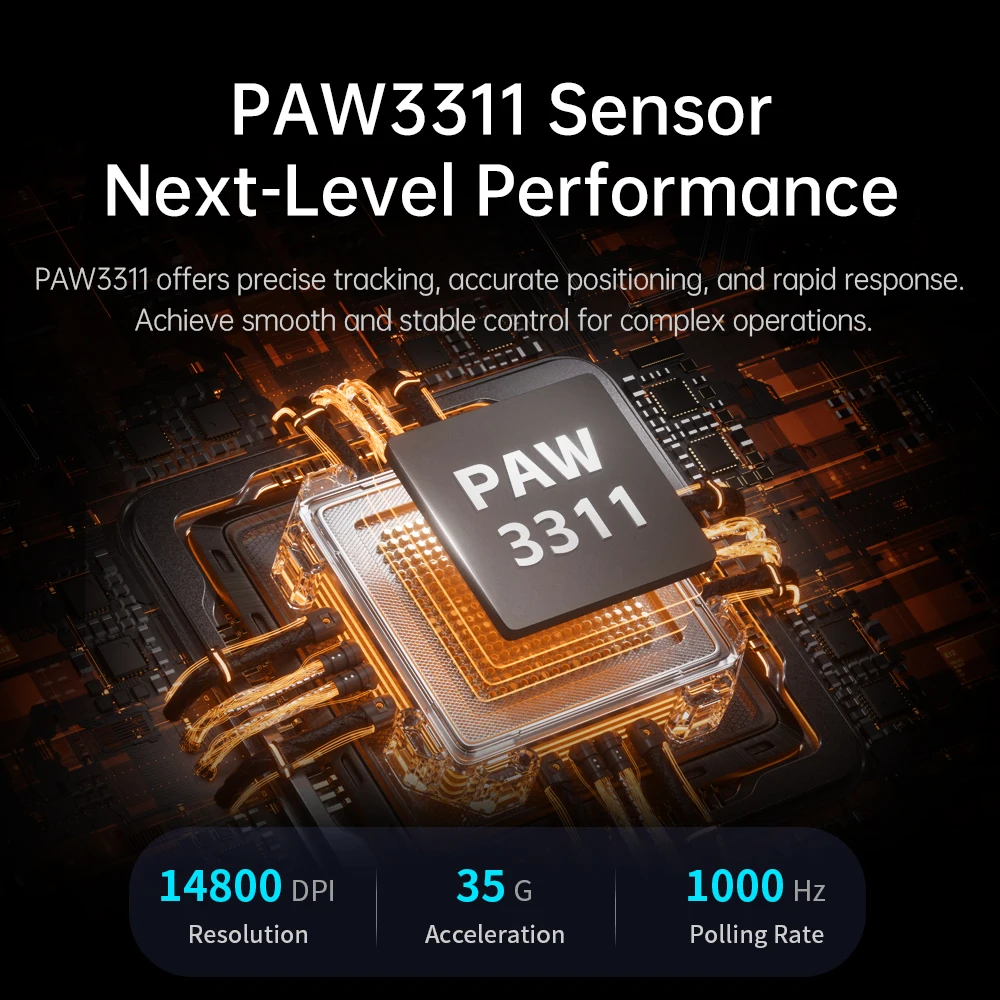 PAW3311 Sensor
Next-Level Performance
PAW3311 offers precise tracking, accurate positioning, and rapid response.
Achieve smooth and stable control for complex operations.
PAW
3311
14800 DPI
Resolution
35 G
Acceleration
1000 Hz
Polling Rate